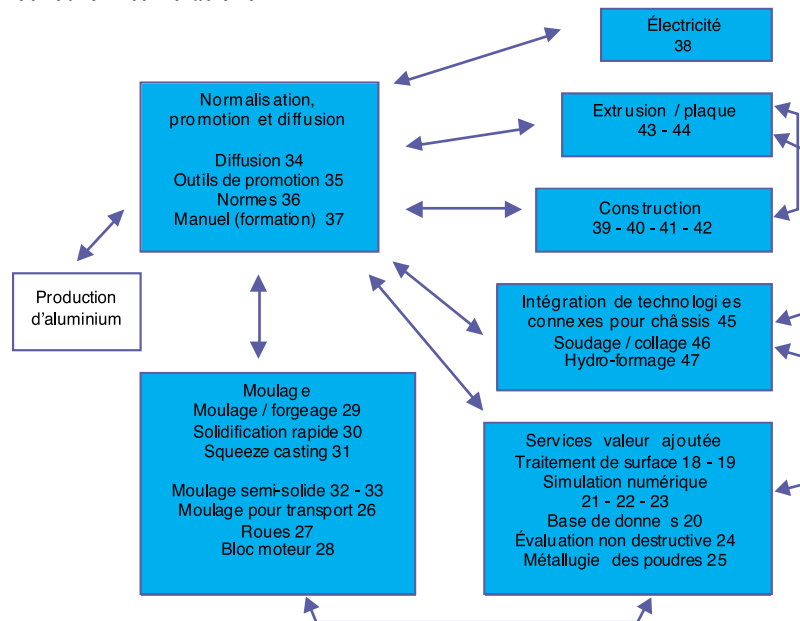 Électricité
38
Normalisation,
promotion et diffusion
Diffusion 34
Outils de promotion 35
Normes 36
Manuel (formation) 37
Extrusion / plaque
43 - 44
Construction
39 - 40 - 41 - 42
Production
d'aluminium
Intégration de technologies
connexes pour châssis 45
Soudage / collage 46
Hydro-formage 47
Moulage
Moulage / forgeage 29
Solidification rapide 30
Squeeze casting 31
Moulage semi-solide 32 - 33
Moulage pour transport 26
Roues 27
Bloc moteur 28
Services valeur ajoutée
Traitement de surface 18 - 19
Simulation numérique
21 - 22 - 23
Base de donne s 20
Évaluation non destructive 24
Métallugie des poudres 25